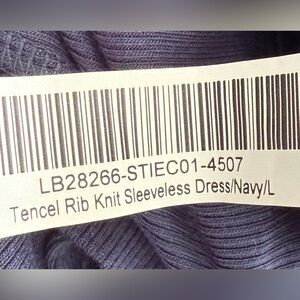 LB28266-STIEC01-4507
Tencel Rib Knit Sleeveless Dress/Navy/L